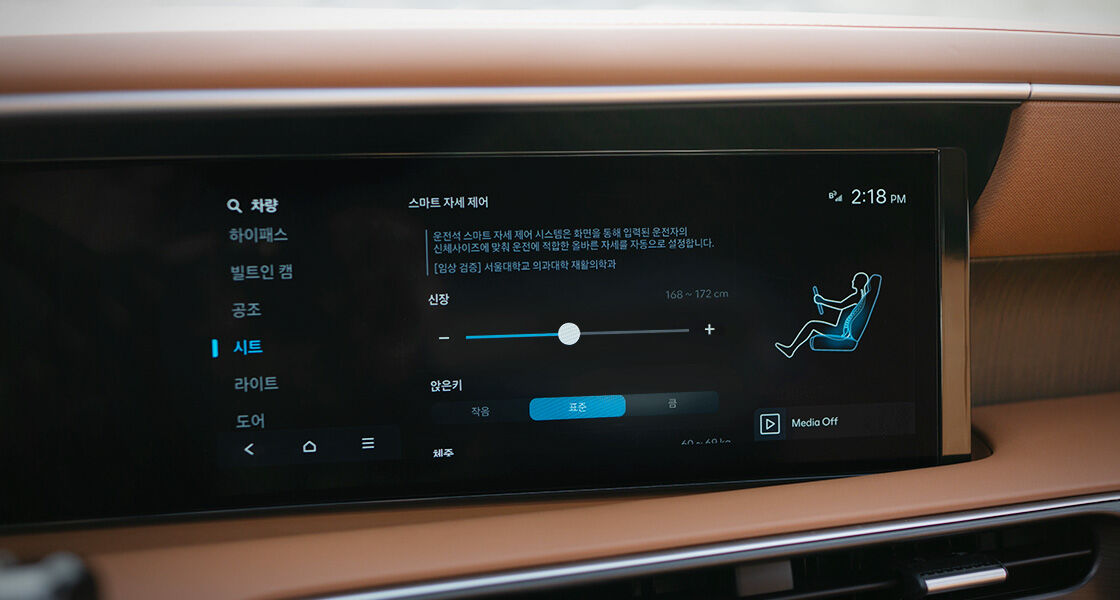 차량
하이패스
빌트인 캠
공조
시트
라이트
도어
스마트 자세 제어
운전석 스마트 자세 제어 시스템은 화면을 통해 입력된 운전자의
신체사이즈에 맞춰 운전에 적합한 올바른 자세를 자동으로 설정합니다.
[임상 검증] 서울대학교 의과대학 재활의학과
신장
168 ~ 172 cm
− +
앉은키
작음 표준 큼
체중
60 ~ 69 kg
2:18 PM
Media Off